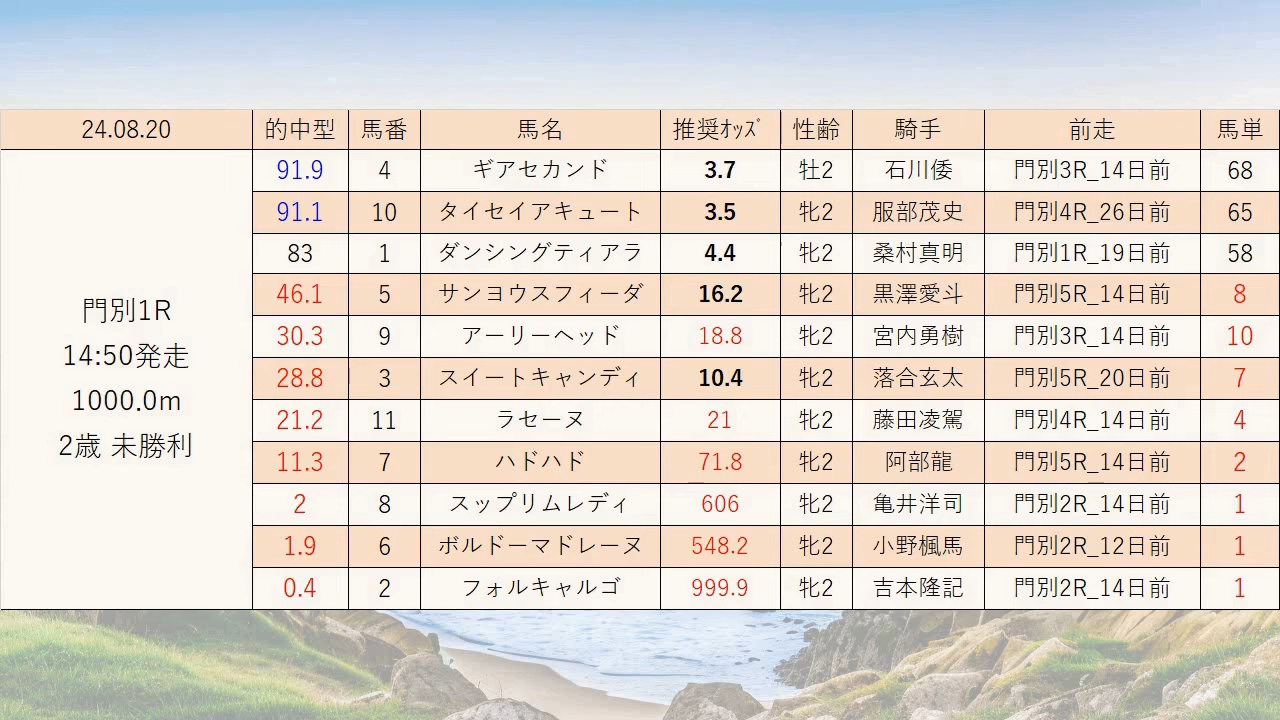 24.08.20 的中型 馬番 馬名 推奨ｵｯｽﾞ 性齢 騎手 前走 馬単
門別1R
14:50発走
1000.0m
2歳 未勝利
91.9 4 ギアセカンド 3.7 牡2 石川倭 門別3R_14日前 68
91.1 10 タイセイアキュート 3.5 牝2 服部茂史 門別4R_26日前 65
83 1 ダンシングティアラ 4.4 牝2 桑村真明 門別1R_19日前 58
46.1 5 サンヨウスフィーダ 16.2 牝2 黒澤愛斗 門別5R_14日前 8
30.3 9 アーリーヘッド 18.8 牝2 宮内勇樹 門別3R_14日前 10
28.8 3 スイートキャンディ 10.4 牝2 落合玄太 門別5R_20日前 7
21.2 11 ラセーヌ 21 牝2 藤田凌駕 門別4R_14日前 4
11.3 7 ハドハド 71.8 牝2 阿部龍 門別5R_14日前 2
2 8 スップリムレディ 606 牝2 亀井洋司 門別2R_14日前 1
1.9 6 ボルドーマドレーヌ 548.2 牝2 小野楓馬 門別2R_12日前 1
0.4 2 フォルキャルゴ 999.9 牝2 吉本隆記 門別2R_14日前 1